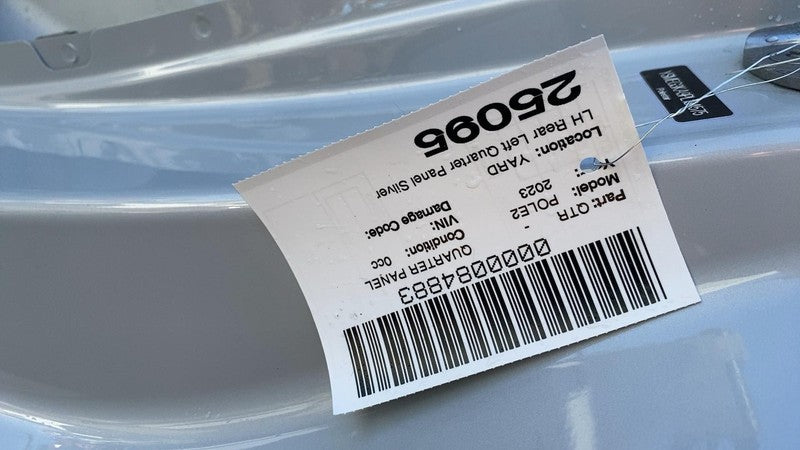 0000084883
Part: QTR - QUARTER PANEL
Model: POLE2 Condition: 0cc
2023 VIN:
Location: YARD Damage Code:
LH Rear Left Quarter Panel Silver
25095